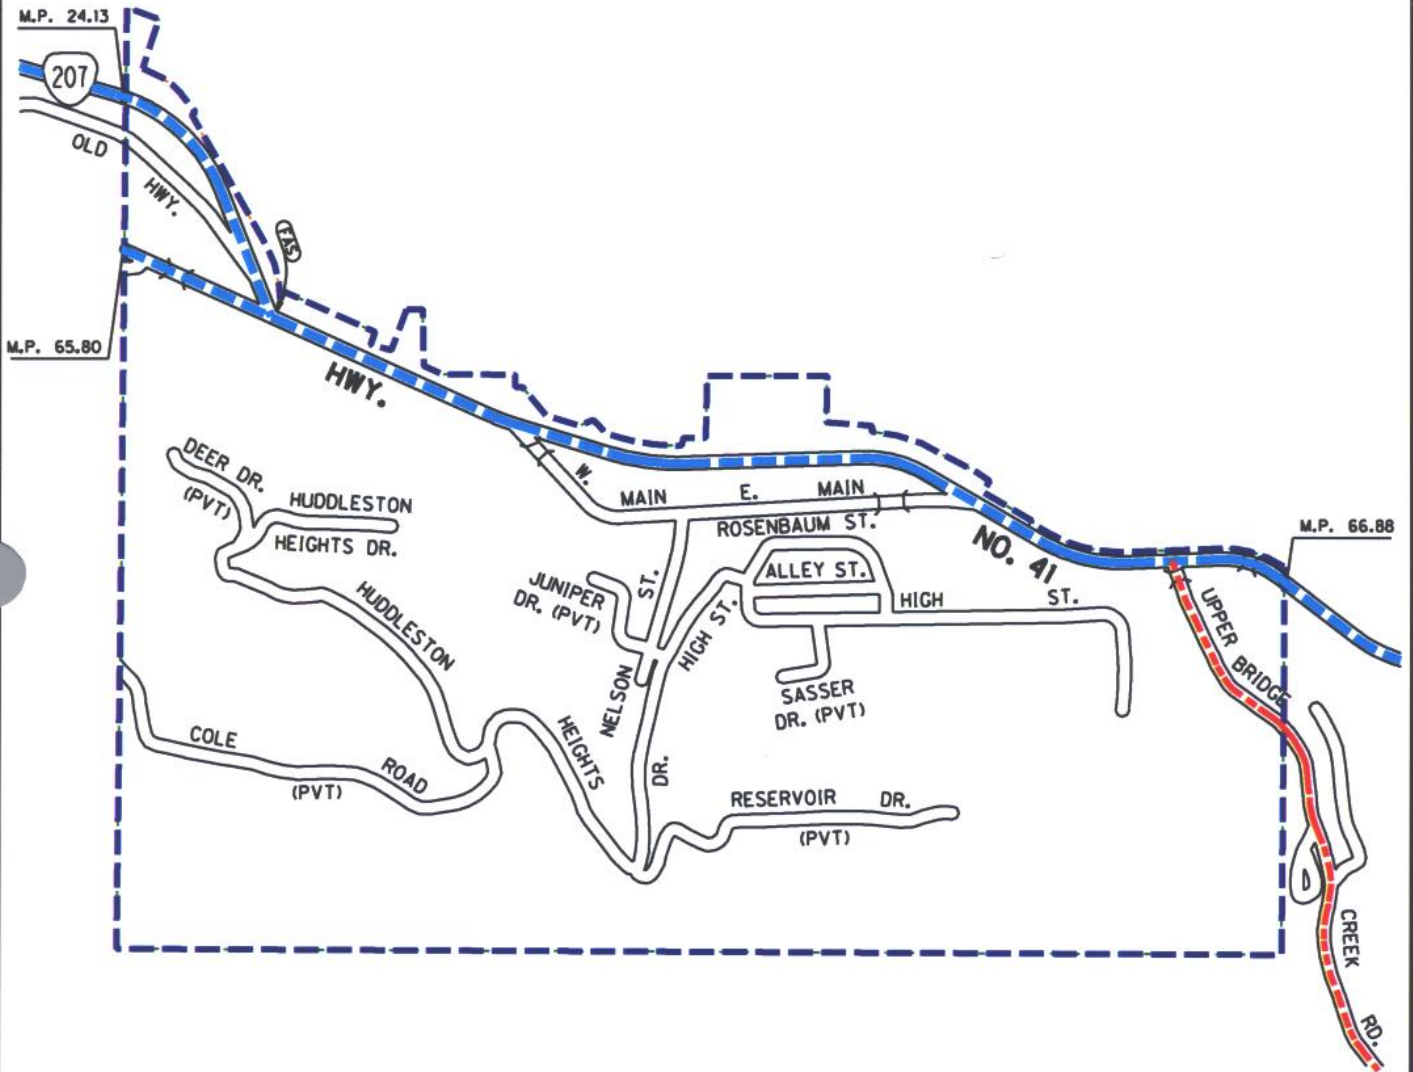 M.P. 24.13
207
OLD
HWY.
FAS
M.P. 65.80
HWY.
NO. 41
M.P. 66.88
W.
MAIN
E.
MAIN
ROSENBAUM ST.
DEER DR.
(PVT)
HUDDLESTON
HEIGHTS DR.
ALLEY ST.
JUNIPER
DR. (PVT)
ST.
HIGH ST.
HIGH
ST.
UPPER
BRIDGE
HUDDLESTON
NELSON
SASSER
DR. (PVT)
COLE
ROAD
(PVT)
HEIGHTS
DR.
RESERVOIR
DR.
(PVT)
CREEK
RD.